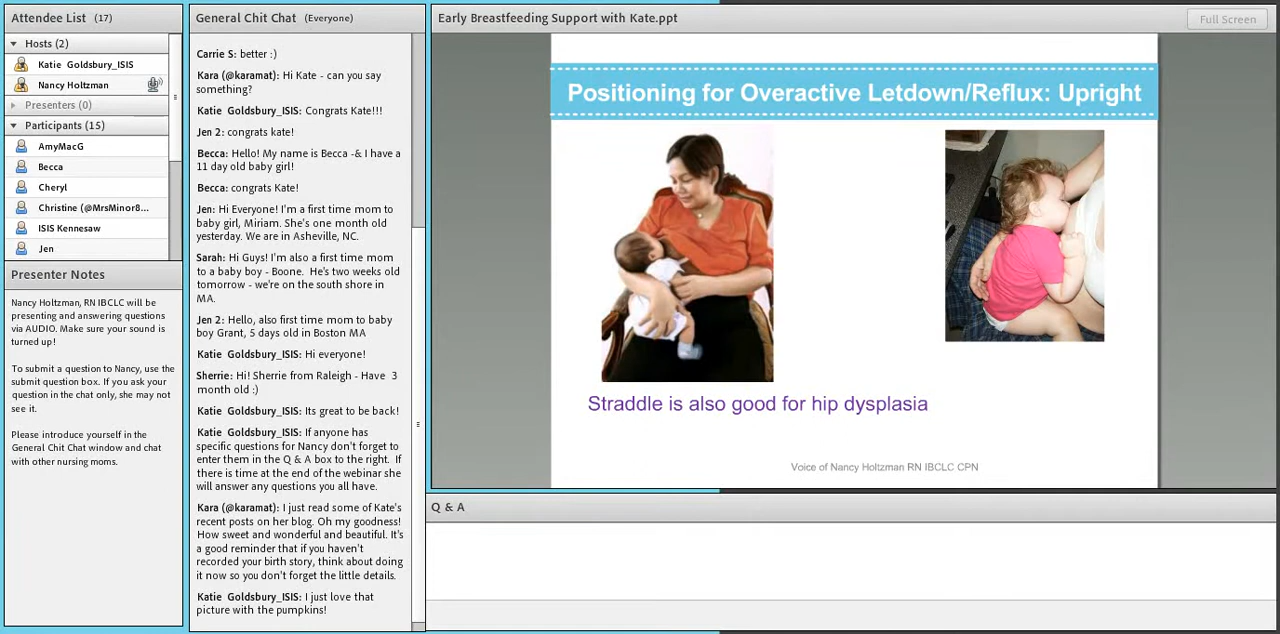 Attendee List (17)
Hosts (2)
Katie Goldsbury_ISIS
Nancy Holtzman
Presenters (0)
Participants (15)
AmyMacG
Becca
Cheryl
Christine (@MrsMinor8...
ISIS Kennesaw
Jen
Presenter Notes
Nancy Holtzman, RN IBCLC will be
presenting and answering questions
via AUDIO. Make sure your sound is
turned up!
To submit a question to Nancy, use the
submit question box. If you ask your
question in the chat only, she may not
see it.
Please introduce yourself in the
General Chit Chat window and chat
with other nursing moms.
General Chit Chat (Everyone)
Carrie S: better :)
Kara (@karamat): Hi Kate - can you say
something?
Katie Goldsbury_ISIS: Congrats Kate!!!
Jen 2: congrats kate!
Becca: Hello! My name is Becca -& I have a
11 day old baby girl!
Becca: congrats Kate!
Jen: Hi Everyone! I'm a first time mom to
baby girl, Miriam. She's one month old
yesterday. We are in Asheville, NC.
Sarah: Hi Guys! I'm also a first time mom
to a baby boy - Boone. He's two weeks old
tomorrow - we're on the south shore in
MA.
Jen 2: Hello, also first time mom to baby
boy Grant, 5 days old in Boston MA
Katie Goldsbury_ISIS: Hi everyone!
Sherrie: Hi! Sherrie from Raleigh - Have 3
month old :)
Katie Goldsbury_ISIS: Its great to be back!
Katie Goldsbury_ISIS: If anyone has
specific questions for Nancy don't forget to
enter them in the Q & A box to the right. If
there is time at the end of the webinar she
will answer any questions you all have.
Kara (@karamat): I just read some of Kate's
recent posts on her blog. Oh my goodness!
How sweet and wonderful and beautiful. It's
a good reminder that if you haven't
recorded your birth story, think about doing
it now so you don't forget the little details.
Katie Goldsbury_ISIS: I just love that
picture with the pumpkins!
Early Breastfeeding Support with Kate.ppt
Full Screen
Positioning for Overactive Letdown/Reflux: Upright
Straddle is also good for hip dysplasia
Voice of Nancy Holtzman RN IBCLC CPN
Q & A